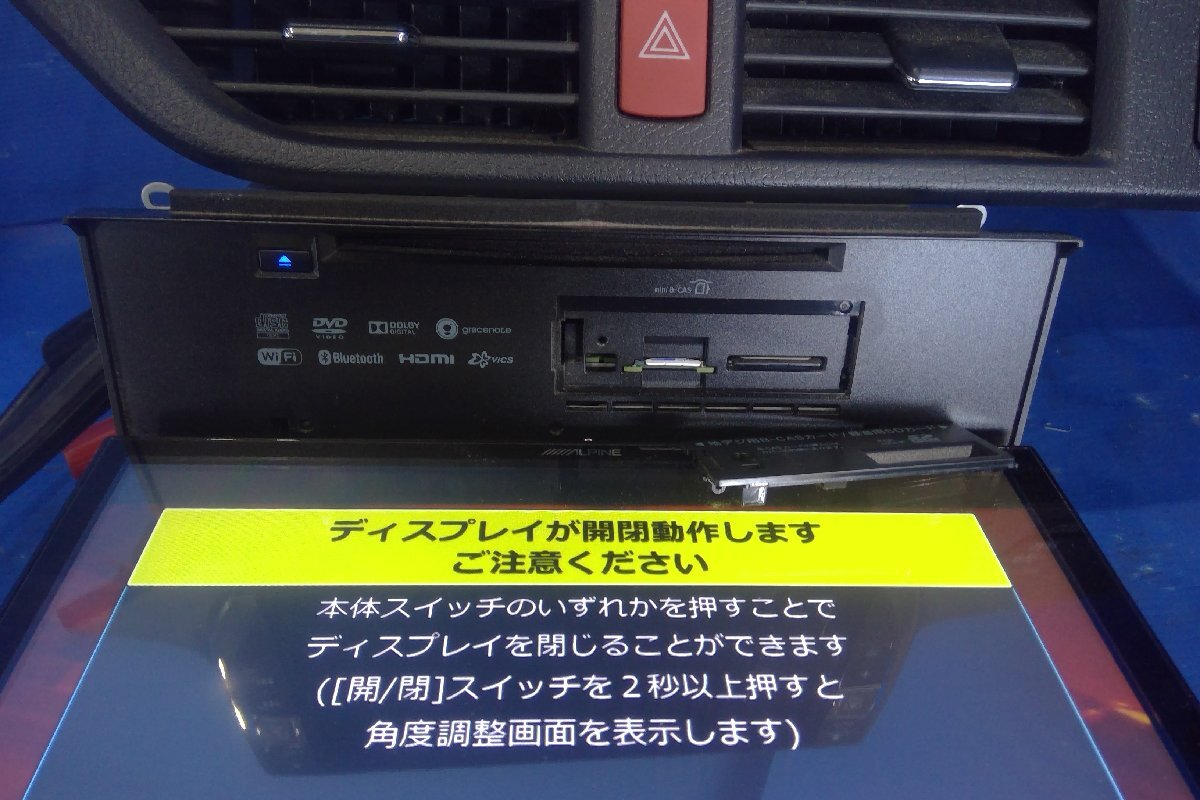 mini B-CAS
DVD
VIDEO
DOLBY
DIGITAL
gracenote
Wi Fi
Bluetooth
HDMI
VICS
ALPINE
ディスプレイが開閉動作します
ご注意ください
本体スイッチのいずれかを押すことで
ディスプレイを閉じることができます
([開/閉]スイッチを2秒以上押すと
角度調整画面を表示します)